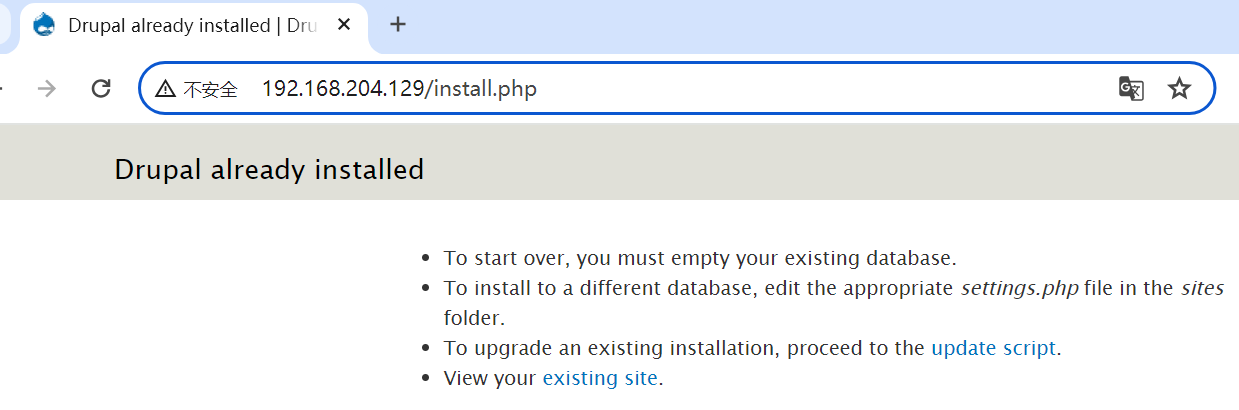 Drupal already installed | Dru
不安全 192.168.204.129/install.php
Drupal already installed
To start over, you must empty your existing database.
To install to a different database, edit the appropriate settings.php file in the sites
folder.
To upgrade an existing installation, proceed to the update script.
View your existing site.